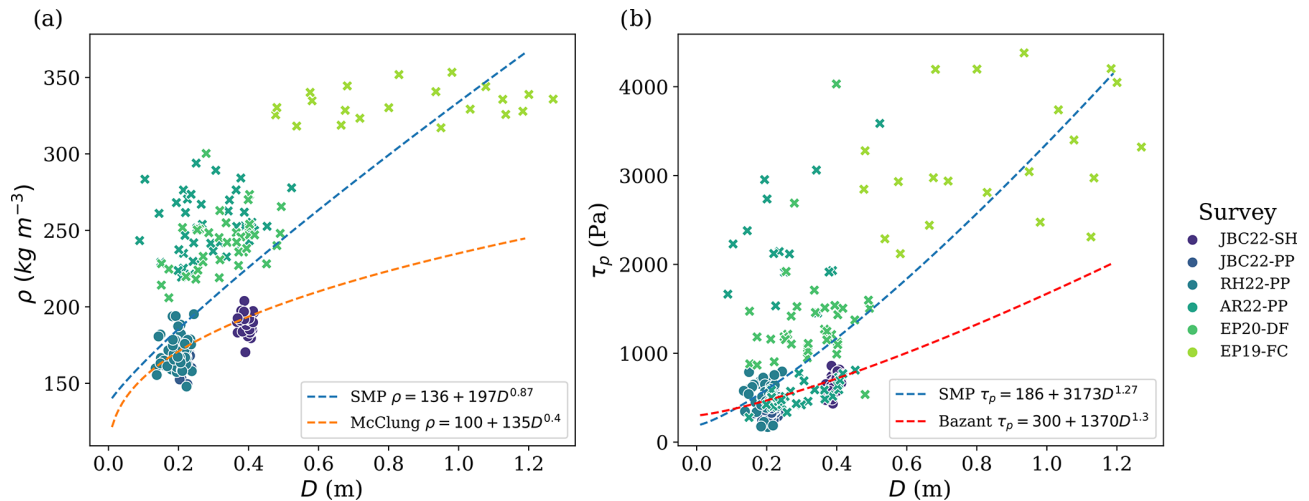 (a)
350
300
250
200
150
ρ (kg m⁻³)
0.0 0.2 0.4 0.6 0.8 1.0 1.2
D (m)
SMP ρ = 136 + 197D^0.87
McClung ρ = 100 + 135D^0.4
(b)
4000
3000
2000
1000
0
τₚ (Pa)
0.0 0.2 0.4 0.6 0.8 1.0 1.2
D (m)
SMP τₚ = 186 + 3173D^1.27
Bazant τₚ = 300 + 1370D^1.3
Survey
JBC22-SH
JBC22-PP
RH22-PP
AR22-PP
EP20-DF
EP19-FC